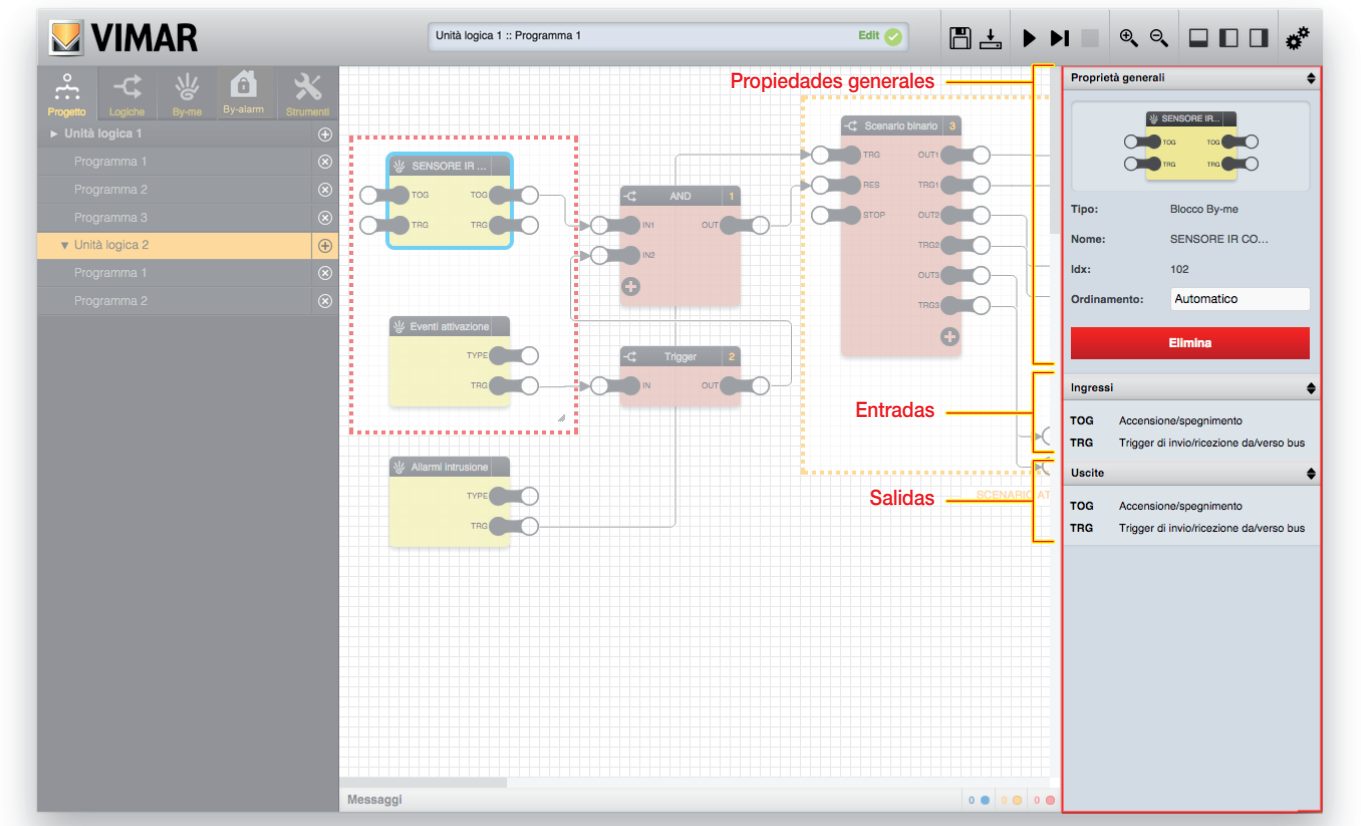 VIMAR
Unità logica 1 :: Programma 1
Edit
Progetto
Logiche
By-me
By-alarm
Strumenti
Unità logica 1
Programma 1
Programma 2
Programma 3
Unità logica 2
Programma 1
Programma 2
Propiedades generales
SENSORE IR ...
TOG TOG
TRG TRG
AND 1
IN1 OUT
IN2
Scenario binario 3
TRG OUT1
RES TRG1
STOP OUT2
TRG2
OUT3
TRG3
Eventi attivazione
TYPE
TRG
Trigger 2
IN OUT
Allarmi Intrusione
TYPE
TRG
Entradas
Salidas
SCENARIO AT
Messaggi
0 0 0
Proprietà generali
SENSORE IR...
TOG TOG
TRG TRG
Tipo: Blocco By-me
Nome: SENSORE IR CO...
Idx: 102
Ordinamento: Automatico
Elimina
Ingressi
TOG Accensione/spegnimento
TRG Trigger di invio/ricezione da/verso bus
Uscite
TOG Accensione/spegnimento
TRG Trigger di invio/ricezione da/verso bus